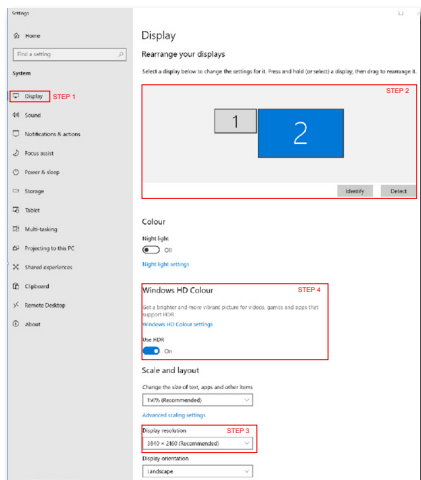 Settings
Home
Find a setting
System
Display STEP 1
Sound
Notifications & actions
Focus assist
Power & sleep
Storage
Tablet
Multi-tasking
Projecting to this PC
Shared experiences
Clipboard
Remote Desktop
About
Display
Rearrange your displays
Select a display below to change the settings for it. Press and hold (or select) a display, then drag to rearrange it.
STEP 2
1 2
Identify Detect
Colour
Night light
Off
Night light settings
Windows HD Colour STEP 4
Get a brighter and more vibrant picture for videos, games and apps that
support HDR.
Windows HD Colour settings
Use HDR
On
Scale and layout
Change the size of text, apps and other items
(Recommended)
Advanced scaling settings
Display resolution STEP 3
3840 × 2160 (Recommended)
Display orientation
Landscape